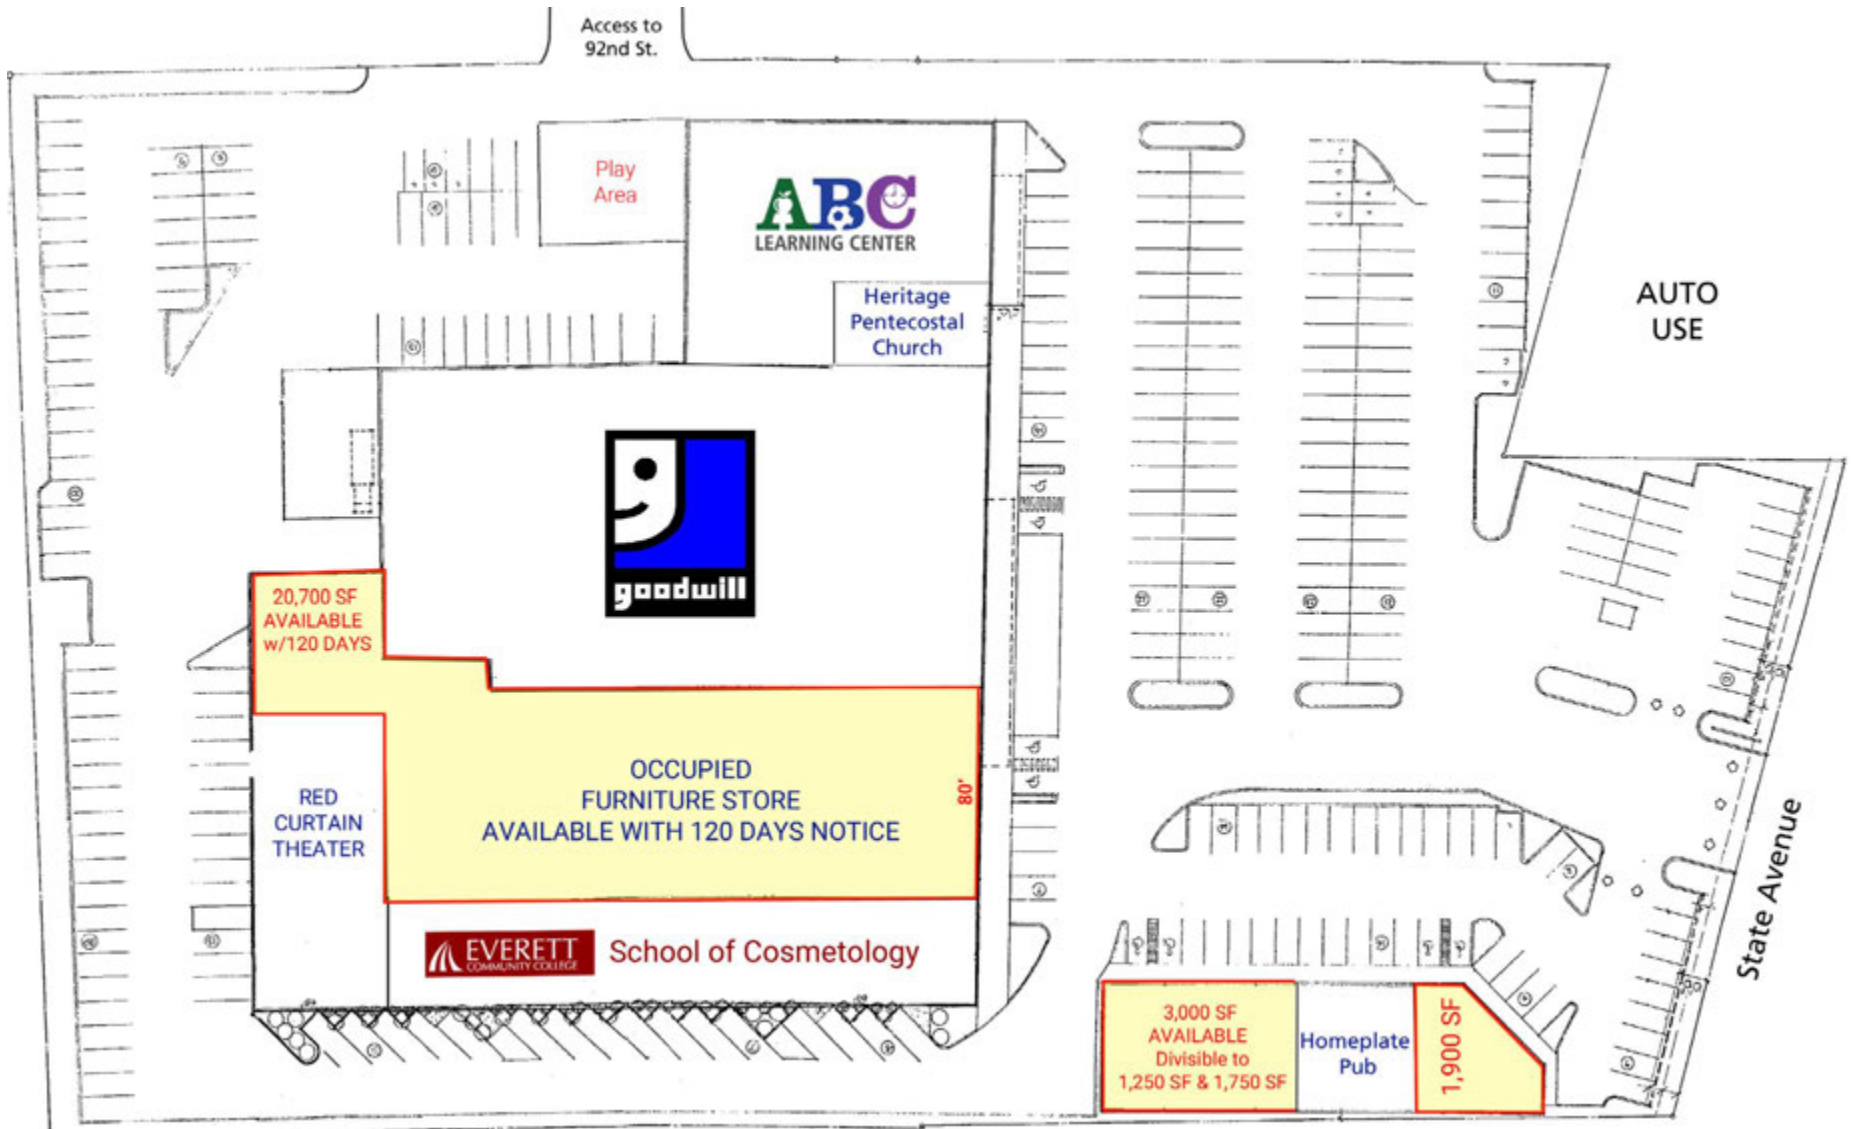 Access to
92nd St.
Play
Area
ABC
LEARNING CENTER
Heritage
Pentecostal
Church
AUTO
USE
goodwill
20,700 SF
AVAILABLE
w/120 DAYS
OCCUPIED
FURNITURE STORE
AVAILABLE WITH 120 DAYS NOTICE
80'
RED
CURTAIN
THEATER
EVERETT
COMMUNITY COLLEGE
School of Cosmetology
State Avenue
3,000 SF
AVAILABLE
Divisible to
1,250 SF & 1,750 SF
Homeplate
Pub
1,900 SF